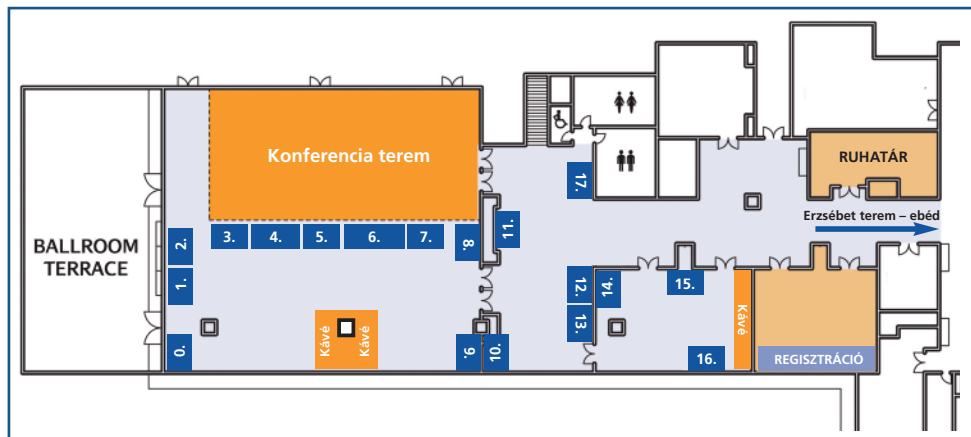 Konferencia terem
RUHATÁR
17.
Erzsébet terem – ebéd
BALLROOM
TERRACE
2.
3.
4.
5.
6.
7.
8.
11.
1.
12.
14.
15.
13.
Kávé
0.
Kávé
Kávé
9.
10.
16.
REGISZTRÁCIÓ